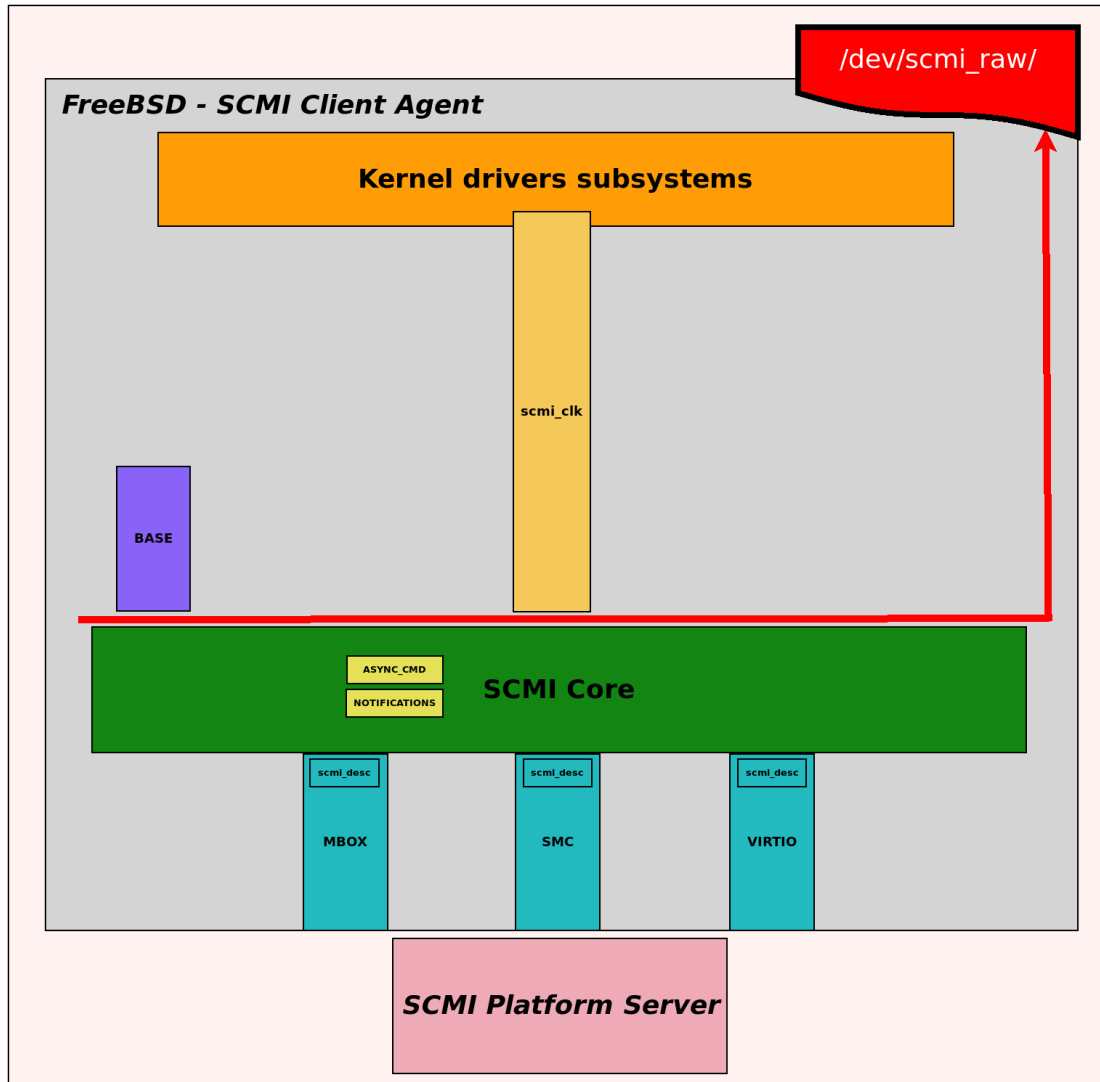 /dev/scmi_raw/
FreeBSD - SCMI Client Agent
Kernel drivers subsystems
scmi_clk
BASE
ASYNC_CMD
NOTIFICATIONS
SCMI Core
scmi_desc
scmi_desc
scmi_desc
MBOX
SMC
VIRTIO
SCMI Platform Server